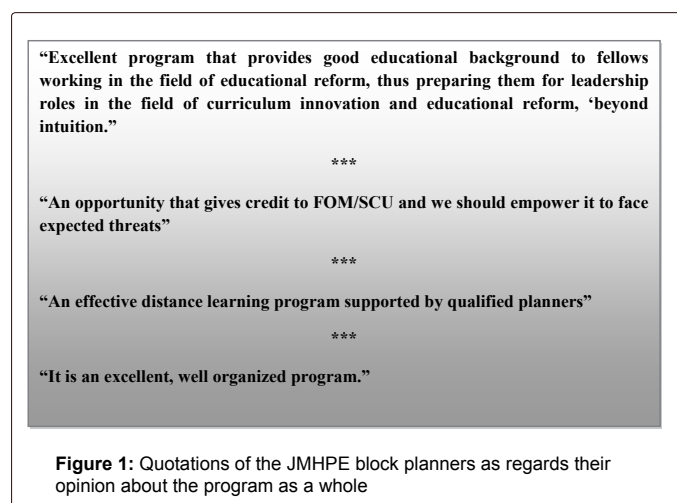 “Excellent program that provides good educational background to fellows
working in the field of educational reform, thus preparing them for leadership
roles in the field of curriculum innovation and educational reform, ‘beyond
intuition.”
***
“An opportunity that gives credit to FOM/SCU and we should empower it to face
expected threats”
***
“An effective distance learning program supported by qualified planners”
***
“It is an excellent, well organized program.”
Figure 1: Quotations of the JMHPE block planners as regards their
opinion about the program as a whole